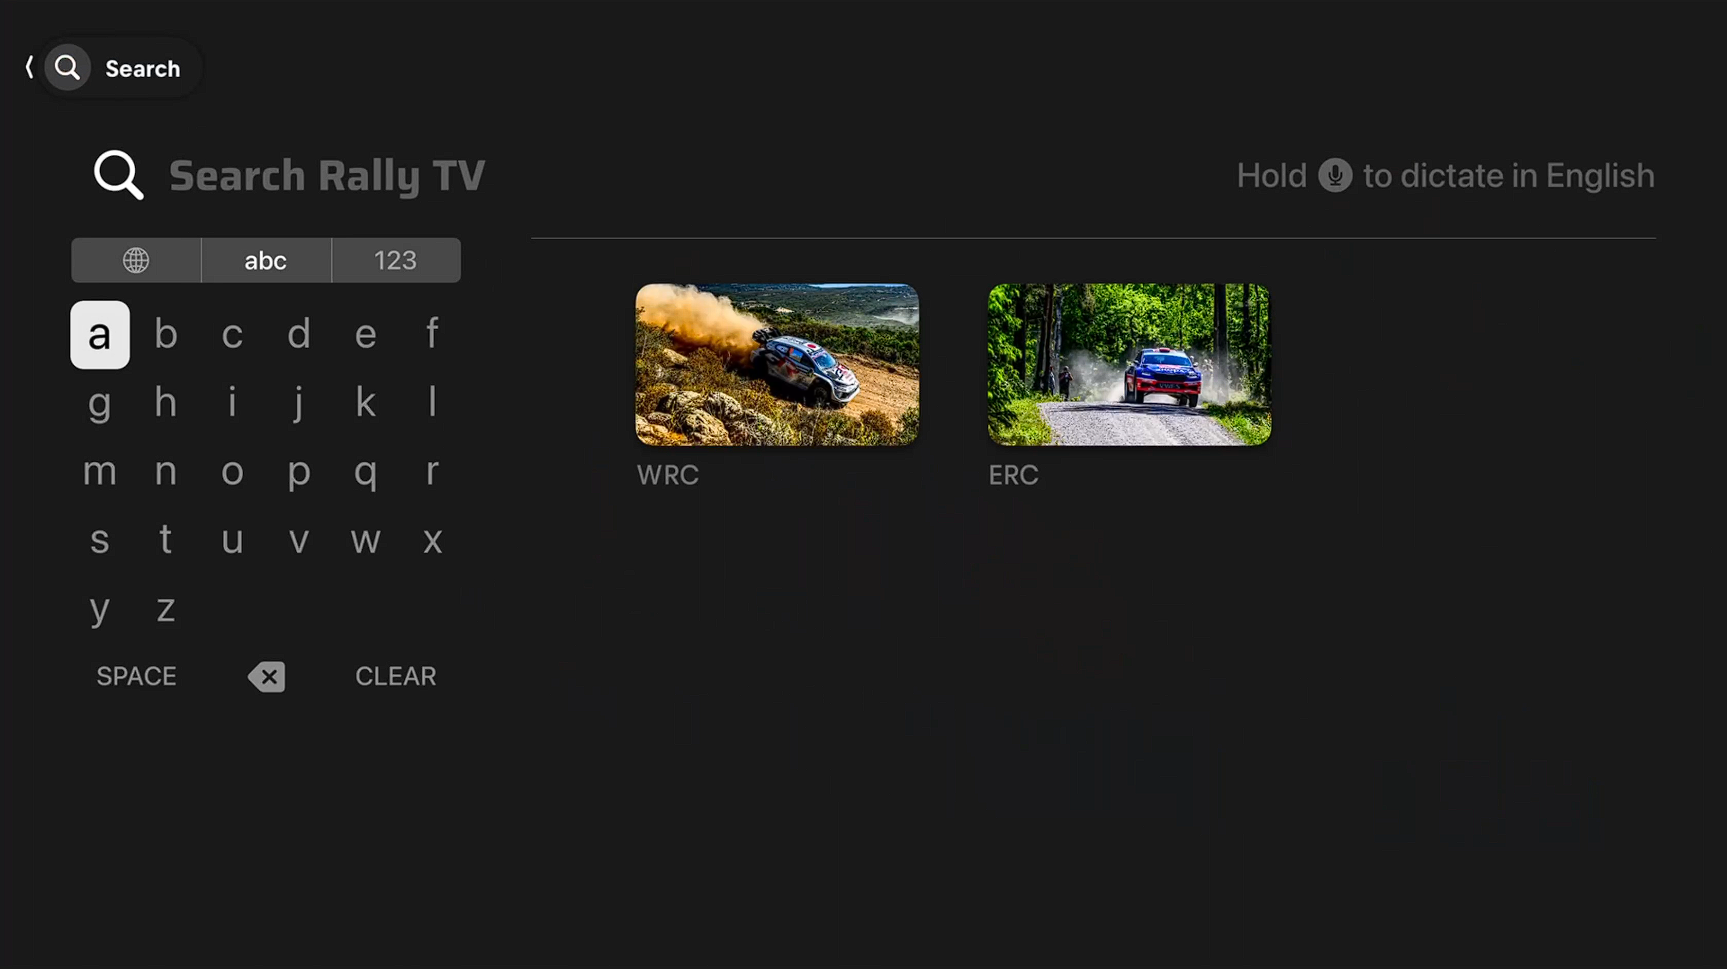 Search
Search Rally TV
Hold to dictate in English
abc 123
a b c d e f
g h i j k l
m n o p q r
s t u v w x
y z
SPACE CLEAR
WRC
ERC